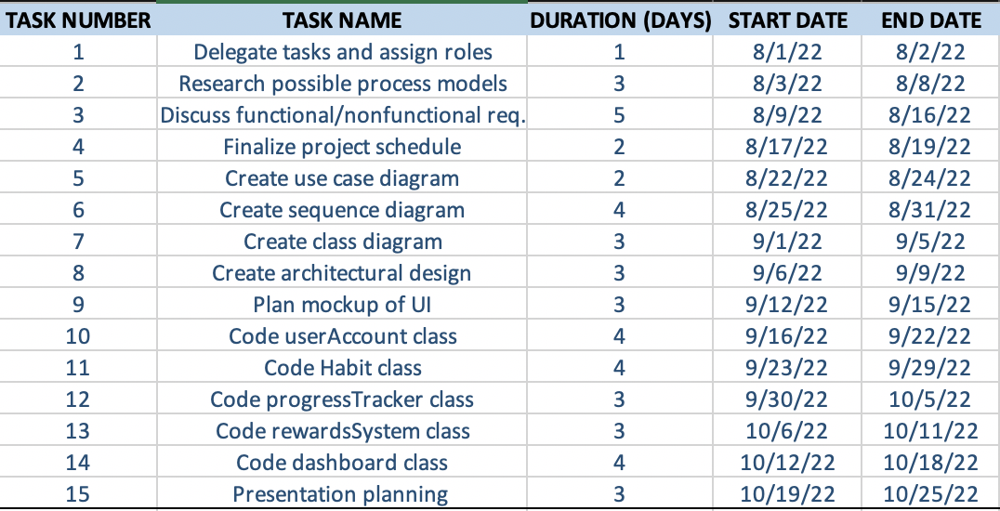 TASK NUMBER TASK NAME DURATION (DAYS) START DATE END DATE
1 Delegate tasks and assign roles 1 8/1/22 8/2/22
2 Research possible process models 3 8/3/22 8/8/22
3 Discuss functional/nonfunctional req. 5 8/9/22 8/16/22
4 Finalize project schedule 2 8/17/22 8/19/22
5 Create use case diagram 2 8/22/22 8/24/22
6 Create sequence diagram 4 8/25/22 8/31/22
7 Create class diagram 3 9/1/22 9/5/22
8 Create architectural design 3 9/6/22 9/9/22
9 Plan mockup of UI 3 9/12/22 9/15/22
10 Code userAccount class 4 9/16/22 9/22/22
11 Code Habit class 4 9/23/22 9/29/22
12 Code progressTracker class 3 9/30/22 10/5/22
13 Code rewardsSystem class 3 10/6/22 10/11/22
14 Code dashboard class 4 10/12/22 10/18/22
15 Presentation planning 3 10/19/22 10/25/22